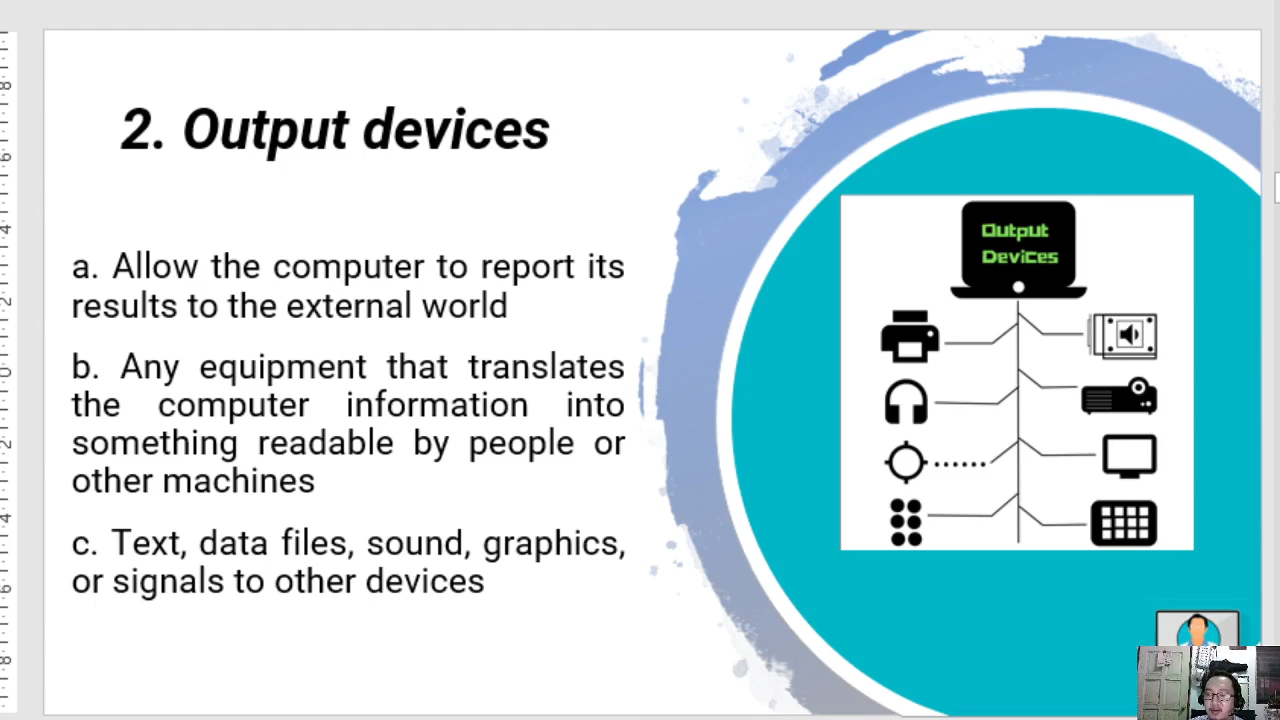 2. Output devices
a. Allow the computer to report its
results to the external world
b. Any equipment that translates
the computer information into
something readable by people or
other machines
c. Text, data files, sound, graphics,
or signals to other devices
Output
Devices